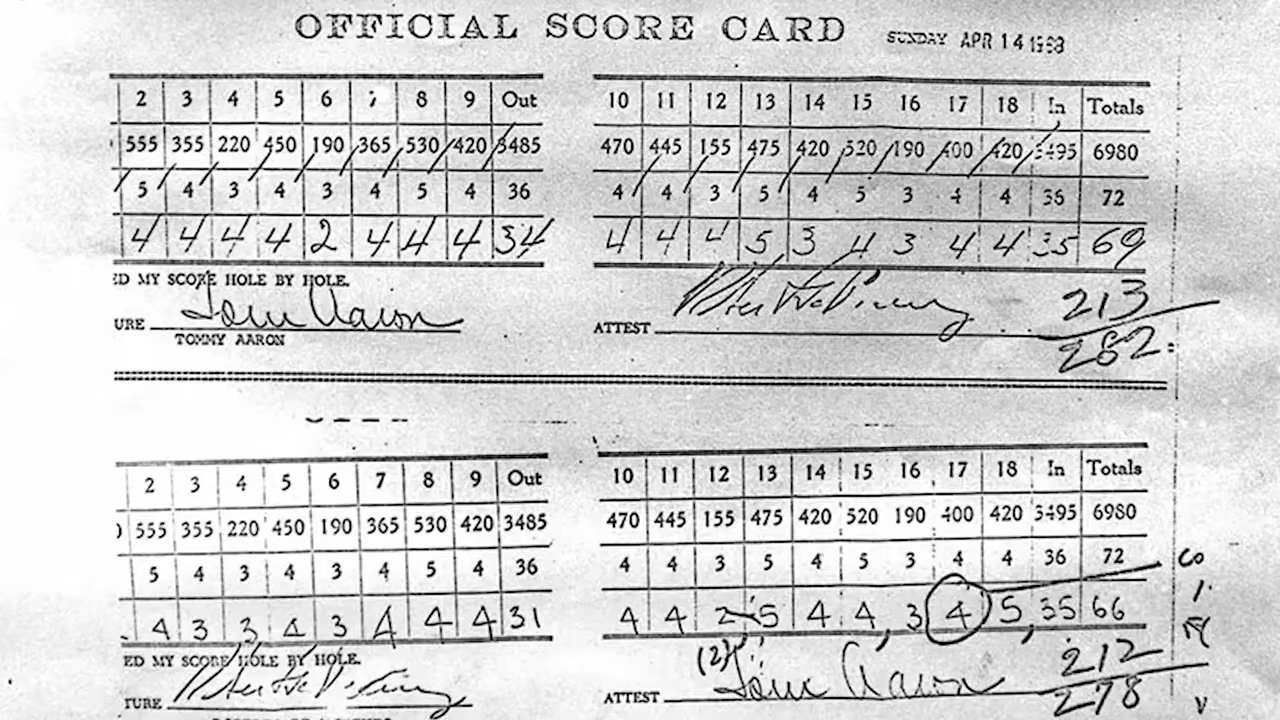 OFFICIAL SCORE CARD SUNDAY APR 14 1968
2 3 4 5 6 7 8 9 Out 10 11 12 13 14 15 16 17 18 In Totals
555 355 220 450 190 365 530 420 3485 470 445 155 475 420 520 190 400 420 3495 6980
5 4 3 4 3 4 5 4 36 4 4 3 5 4 5 3 4 4 36 72
4 4 4 4 2 4 4 4 34 4 4 4 5 3 4 3 4 4 35 69
ED MY SCORE HOLE BY HOLE.
213
URE Tom Aaron ATTEST
TOMMY AARON 282
2 3 4 5 6 7 8 9 Out 10 11 12 13 14 15 16 17 18 In Totals
555 355 220 450 190 365 530 420 3485 470 445 155 475 420 520 190 400 420 3495 6980
5 4 3 4 3 4 5 4 36 4 4 3 5 4 5 3 4 4 36 72
4 3 3 4 3 4 4 4 31 4 4 2 5 4 4 3 4 5 35 66
ED MY SCORE HOLE BY HOLE. (2) 212
TURE ATTEST Tom Aaron 278